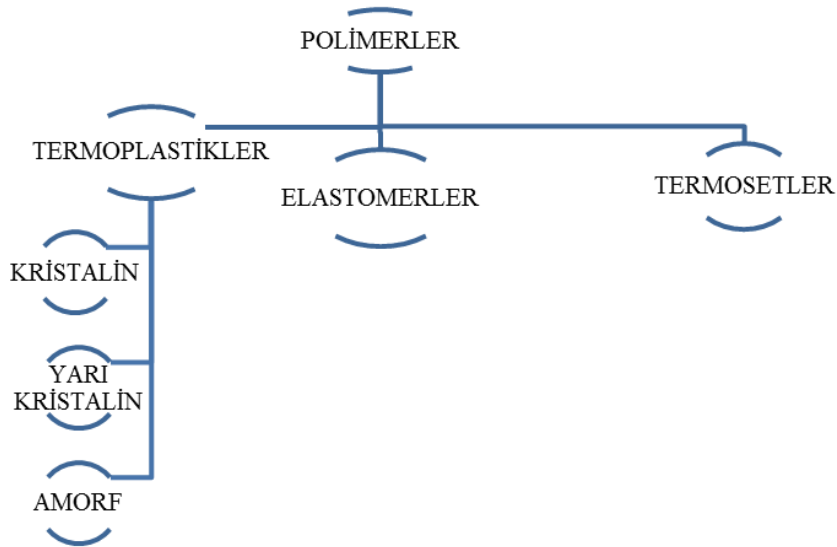 POLİMERLER
TERMOPLASTİKLER
ELASTOMERLER
TERMOSETLER
KRİSTALİN
YARI
KRİSTALİN
AMORF